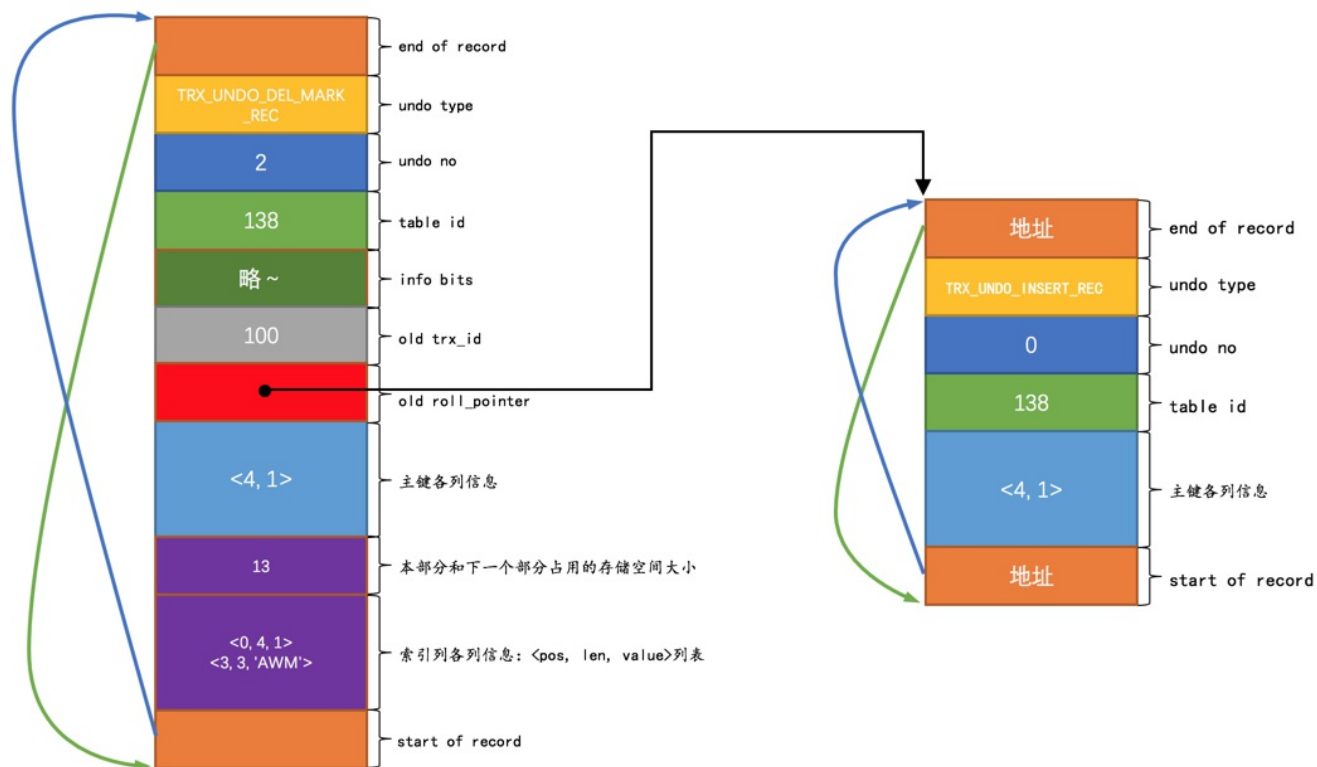 end of record
TRX_UNDO_DEL_MARK
_REC
undo type
2
undo no
138
table id
略 ~
info bits
100
old trx_id
old roll_pointer
<4, 1>
主键各列信息
13
本部分和下一个部分占用的存储空间大小
<0, 4, 1>
<3, 3, 'AWM'>
索引列各列信息: <pos, len, value>列表
start of record
地址
end of record
TRX_UNDO_INSERT_REC
undo type
0
undo no
138
table id
<4, 1>
主键各列信息
地址
start of record